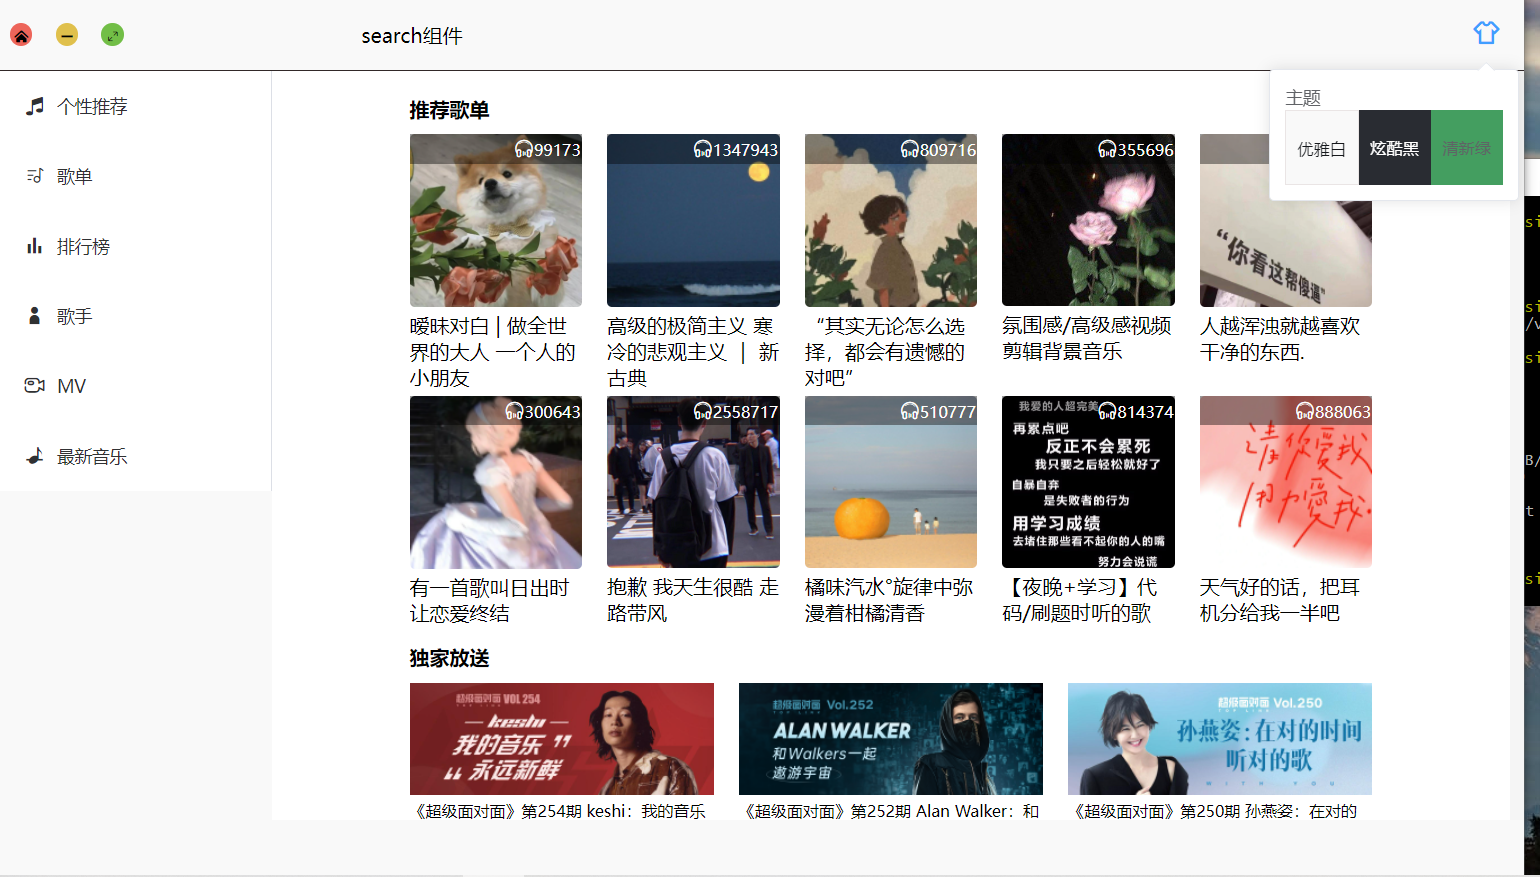 search组件
主题
优雅白
炫酷黑
清新绿
个性推荐
歌单
排行榜
歌手
MV
最新音乐
推荐歌单
99173
1347943
809716
355696
“你看这帮傻逼”
暧昧对白 | 做全世
界的大人 一个人的
小朋友
高级的极简主义 寒
冷的悲观主义 ｜ 新
古典
“其实无论怎么选
择，都会有遗憾的
对吧”
氛围感/高级感视频
剪辑背景音乐
人越浑浊就越喜欢
干净的东西.
300643
2558717
510777
814374
888063
我爱的人超完美
再累点吧
反正不会累死
我只要之后轻松就好了
自暴自弃
是失败者的行为
用学习成绩
去堵住那些看不起你的人的嘴
努力会说谎
请你爱我
用力爱我
有一首歌叫日出时
让恋爱终结
抱歉 我天生很酷 走
路带风
橘味汽水°旋律中弥
漫着柑橘清香
【夜晚+学习】代
码/刷题时听的歌
天气好的话，把耳
机分给我一半吧
独家放送
超级面对面 VOL 254
keshi
我的音乐
永远新鲜
超级面对面 Vol.252
ALAN WALKER
和Walkers一起
遨游宇宙
超级面对面 Vol.250
孙燕姿：在对的时间
听对的歌
WITH YOU
《超级面对面》第254期 keshi：我的音乐
《超级面对面》第252期 Alan Walker：和
《超级面对面》第250期 孙燕姿：在对的